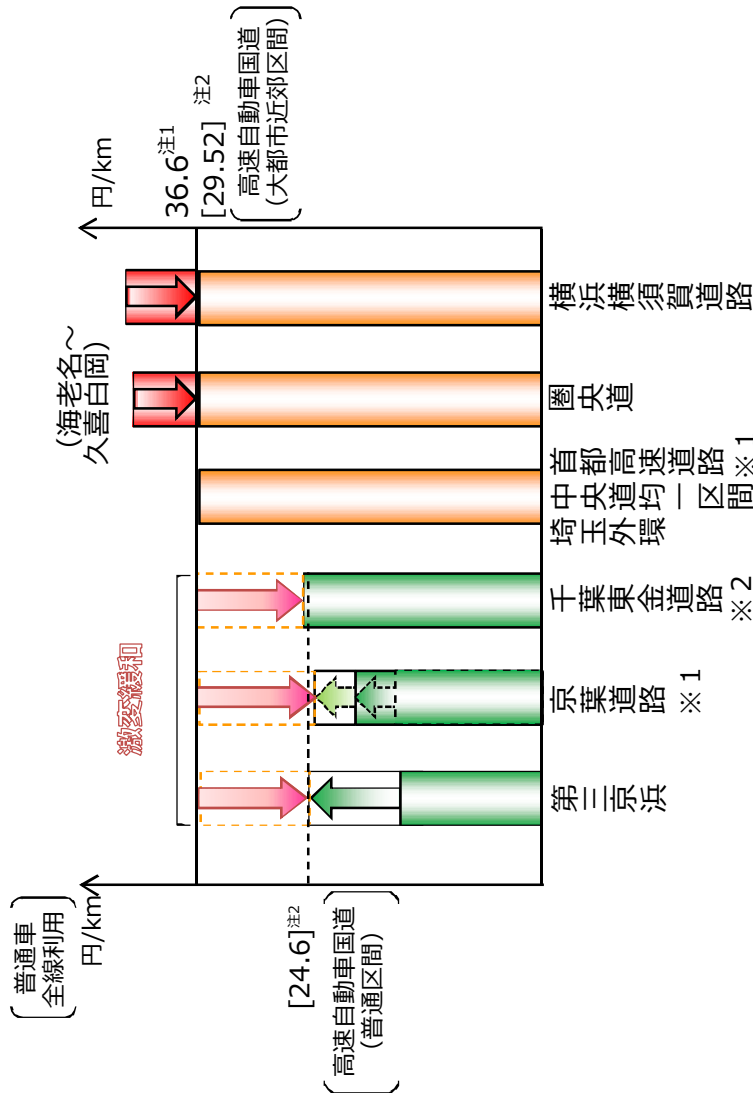 普通車
全線利用
円/km
[24.6]注2
高速自動車国道
(普通区間)
激変緩和
(海老名～
久喜白岡)
円/km
36.6注1
[29.52]注2
高速自動車国道
(大都市近郊区間)
第三京浜
京葉道路
※1
千葉東金道路
※2
首都高速道路
中央道均一区間
埼玉外環
※1
圏央道
横浜横須賀道路